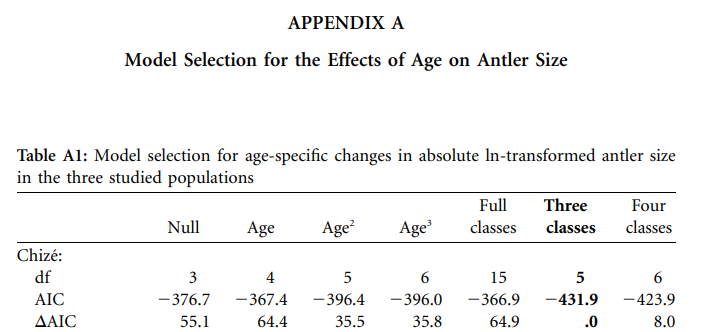 APPENDIX A
Model Selection for the Effects of Age on Antler Size
Table A1: Model selection for age-specific changes in absolute ln-transformed antler size
in the three studied populations
Full Three Four
Null Age Age² Age³ classes classes classes
Chizé:
df 3 4 5 6 15 5 6
AIC −376.7 −367.4 −396.4 −396.0 −366.9 −431.9 −423.9
ΔAIC 55.1 64.4 35.5 35.8 64.9 .0 8.0